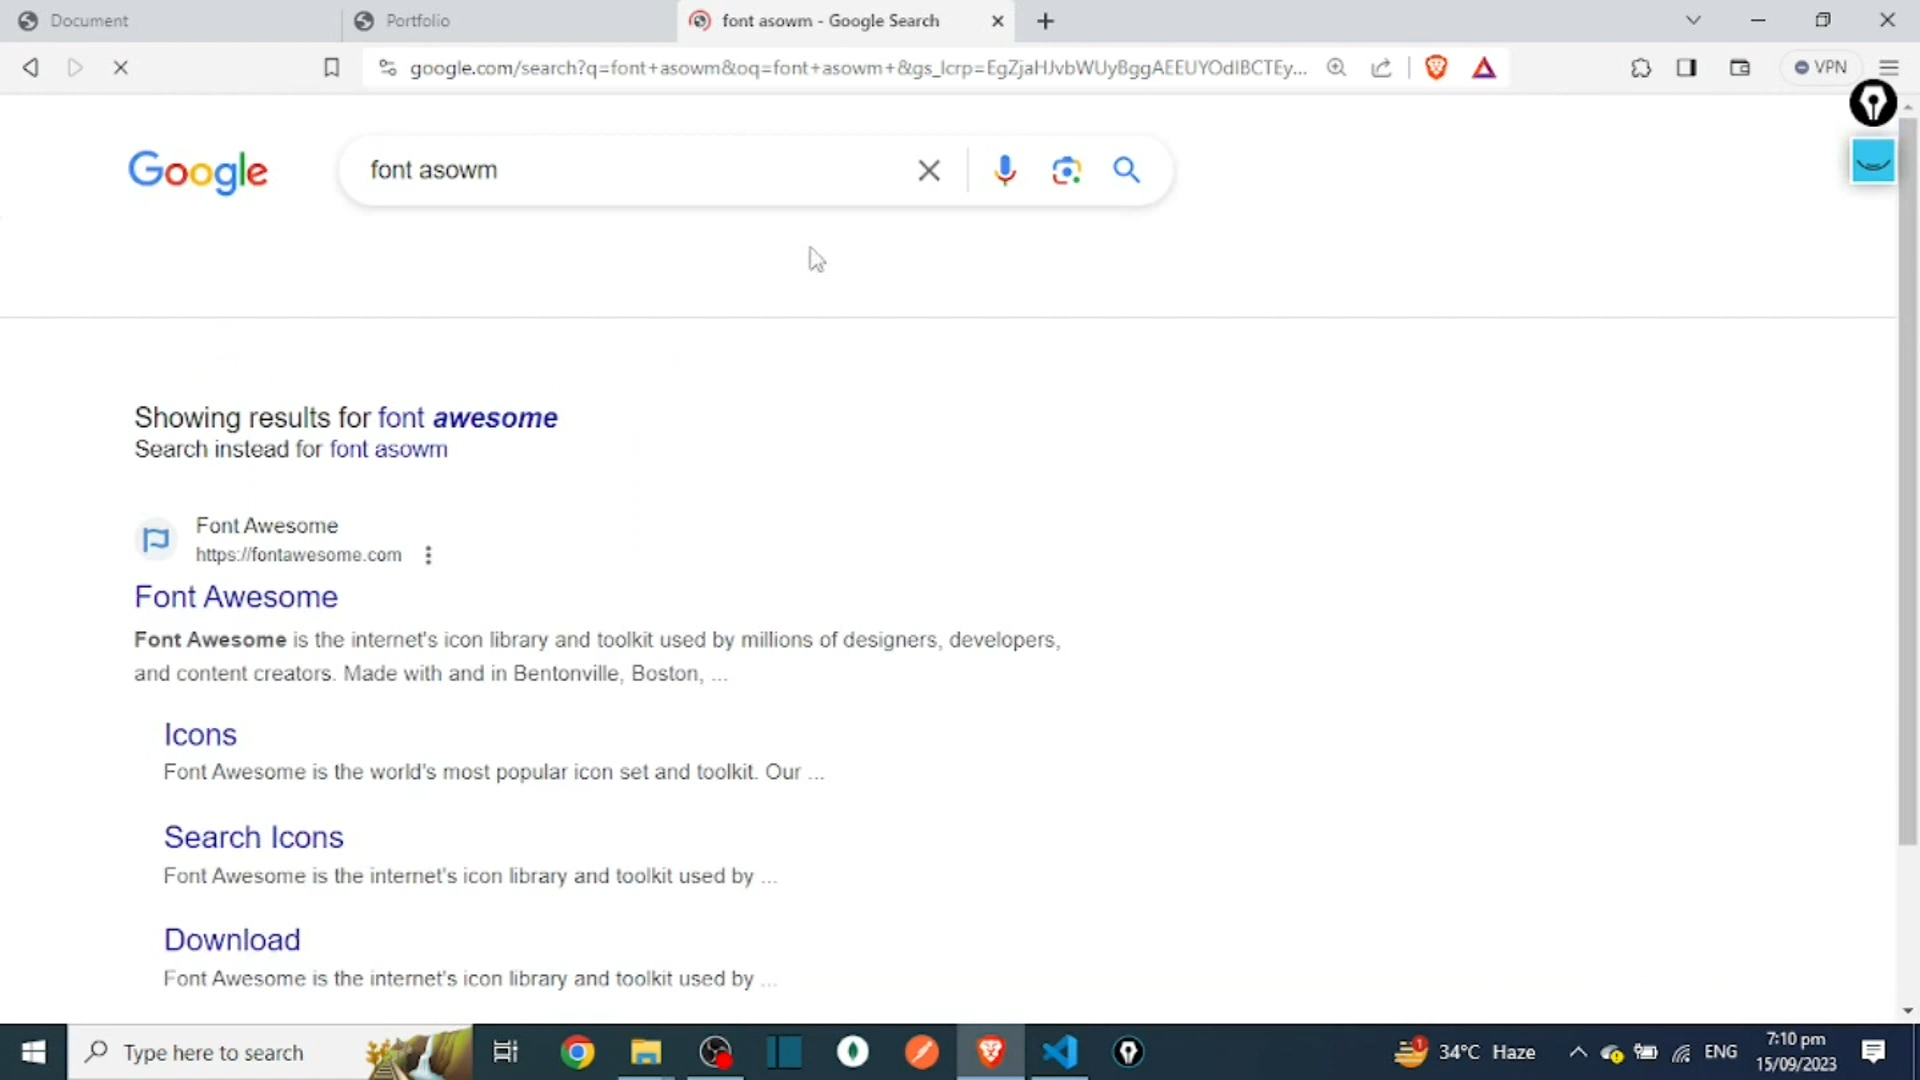 Document
Portfolio
font asowm - Google Search
google.com/search?q=font+asowm&oq=font+asowm+&gs_lcrp=EgZjaHJvbWUyBggAEEUYOdIBCTEy...
VPN
Google
font asowm
Showing results for font awesome
Search instead for font asowm
Font Awesome
https://fontawesome.com
Font Awesome
Font Awesome is the internet's icon library and toolkit used by millions of designers, developers,
and content creators. Made with and in Bentonville, Boston, ...
Icons
Font Awesome is the world's most popular icon set and toolkit. Our ...
Search Icons
Font Awesome is the internet's icon library and toolkit used by ...
Download
Font Awesome is the internet's icon library and toolkit used by ...
Type here to search
1
34°C Haze
ENG
7:10 pm
15/09/2023